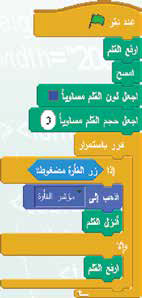 عند نقر
ارفع القلم
امسح
اجعل لون القلم مساوياً
اجعل حجم القلم مساوياً 3
كرر باستمرار
إذا زر الفأرة مضغوط؟
اذهب إلى مؤشر الفأرة
أنزل القلم
وإلا
ارفع القلم